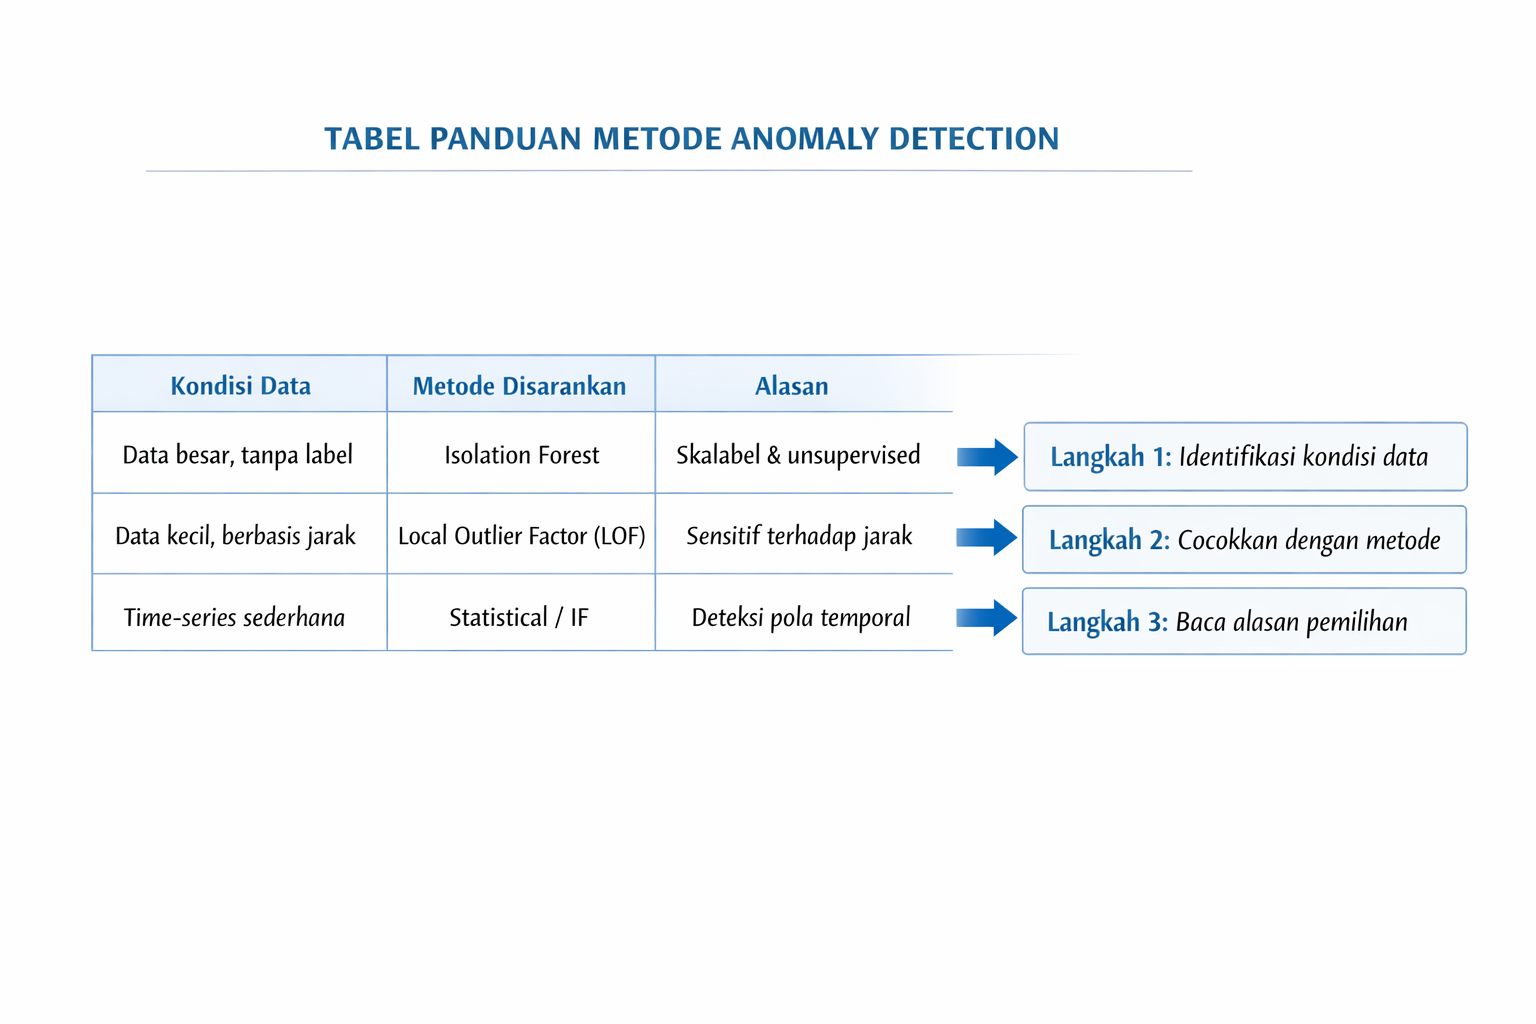 TABEL PANDUAN METODE ANOMALY DETECTION
Kondisi Data Metode Disarankan Alasan
Data besar, tanpa label Isolation Forest Skalabel & unsupervised Langkah 1: Identifikasi kondisi data
Data kecil, berbasis jarak Local Outlier Factor (LOF) Sensitif terhadap jarak Langkah 2: Cocokkan dengan metode
Time-series sederhana Statistical / IF Deteksi pola temporal Langkah 3: Baca alasan pemilihan